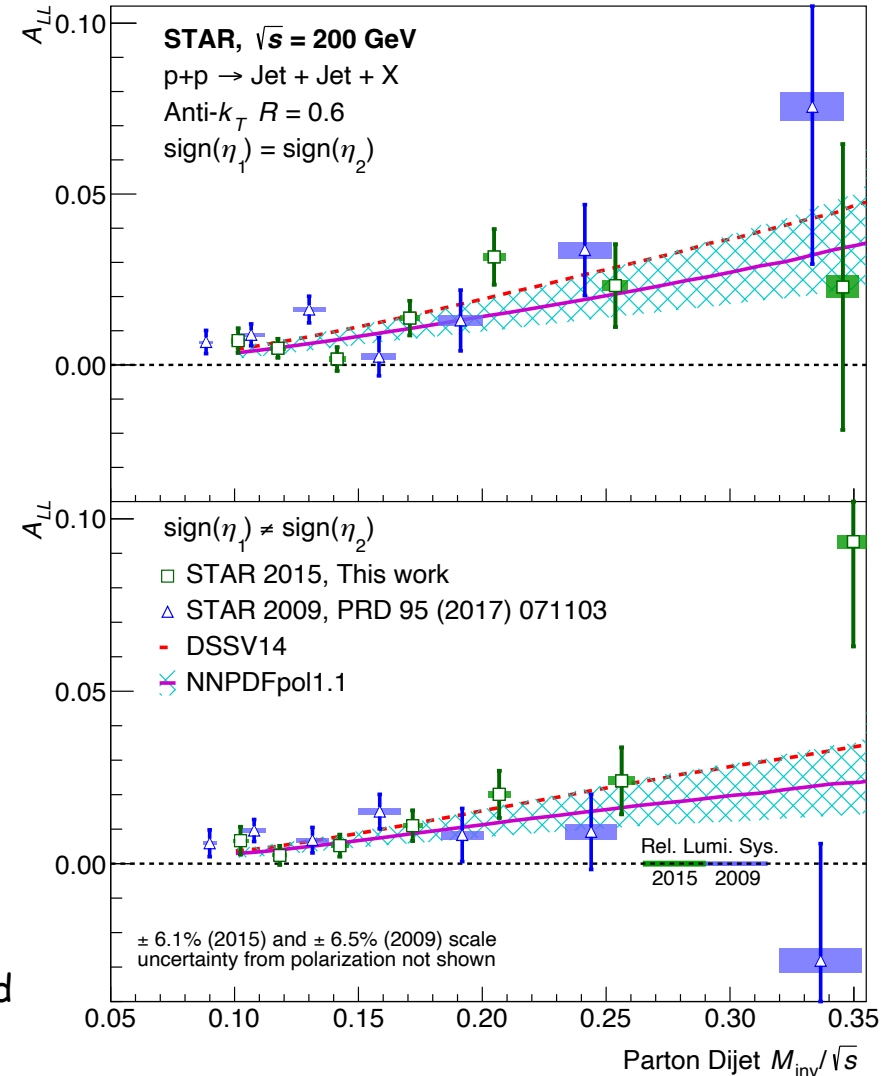 A_LL
0.10
STAR, √s = 200 GeV
p+p → Jet + Jet + X
Anti-k_T R = 0.6
sign(η_1) = sign(η_2)
0.05
0.00
A_LL
0.10
sign(η_1) ≠ sign(η_2)
STAR 2015, This work
STAR 2009, PRD 95 (2017) 071103
DSSV14
NNPDFpol1.1
0.05
Rel. Lumi. Sys.
0.00
2015 2009
± 6.1% (2015) and ± 6.5% (2009) scale
uncertainty from polarization not shown
d
0.05 0.10 0.15 0.20 0.25 0.30 0.35
Parton Dijet M_inv/√s